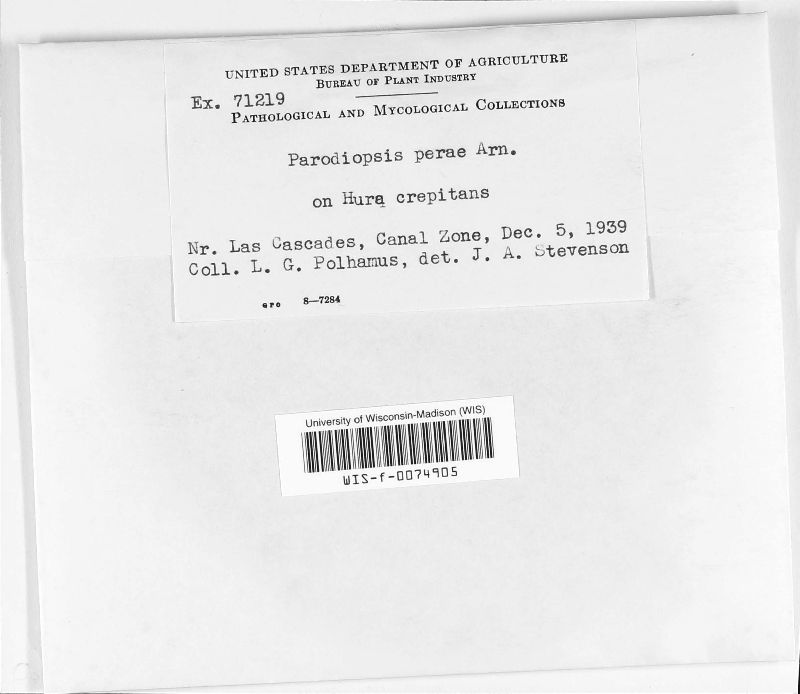 UNITED STATES DEPARTMENT OF AGRICULTURE
BUREAU OF PLANT INDUSTRY
Ex. 71219
PATHOLOGICAL AND MYCOLOGICAL COLLECTIONS
Parodiopsis perae Arn.
on Hura crepitans
Nr. Las Cascades, Canal Zone, Dec. 5, 1939
Coll. L. G. Polhamus, det. J. A. Stevenson
GPO 8—7284
University of Wisconsin-Madison (WIS)
WIS-f-0074905